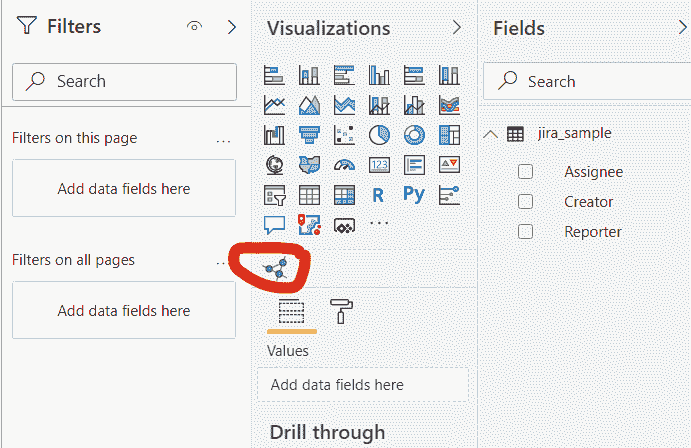 Filters
Search
Filters on this page
...
Add data fields here
Filters on all pages
...
Add data fields here
Visualizations
123
R
Py
...
Values
Add data fields here
Drill through
Fields
Search
jira_sample
Assignee
Creator
Reporter